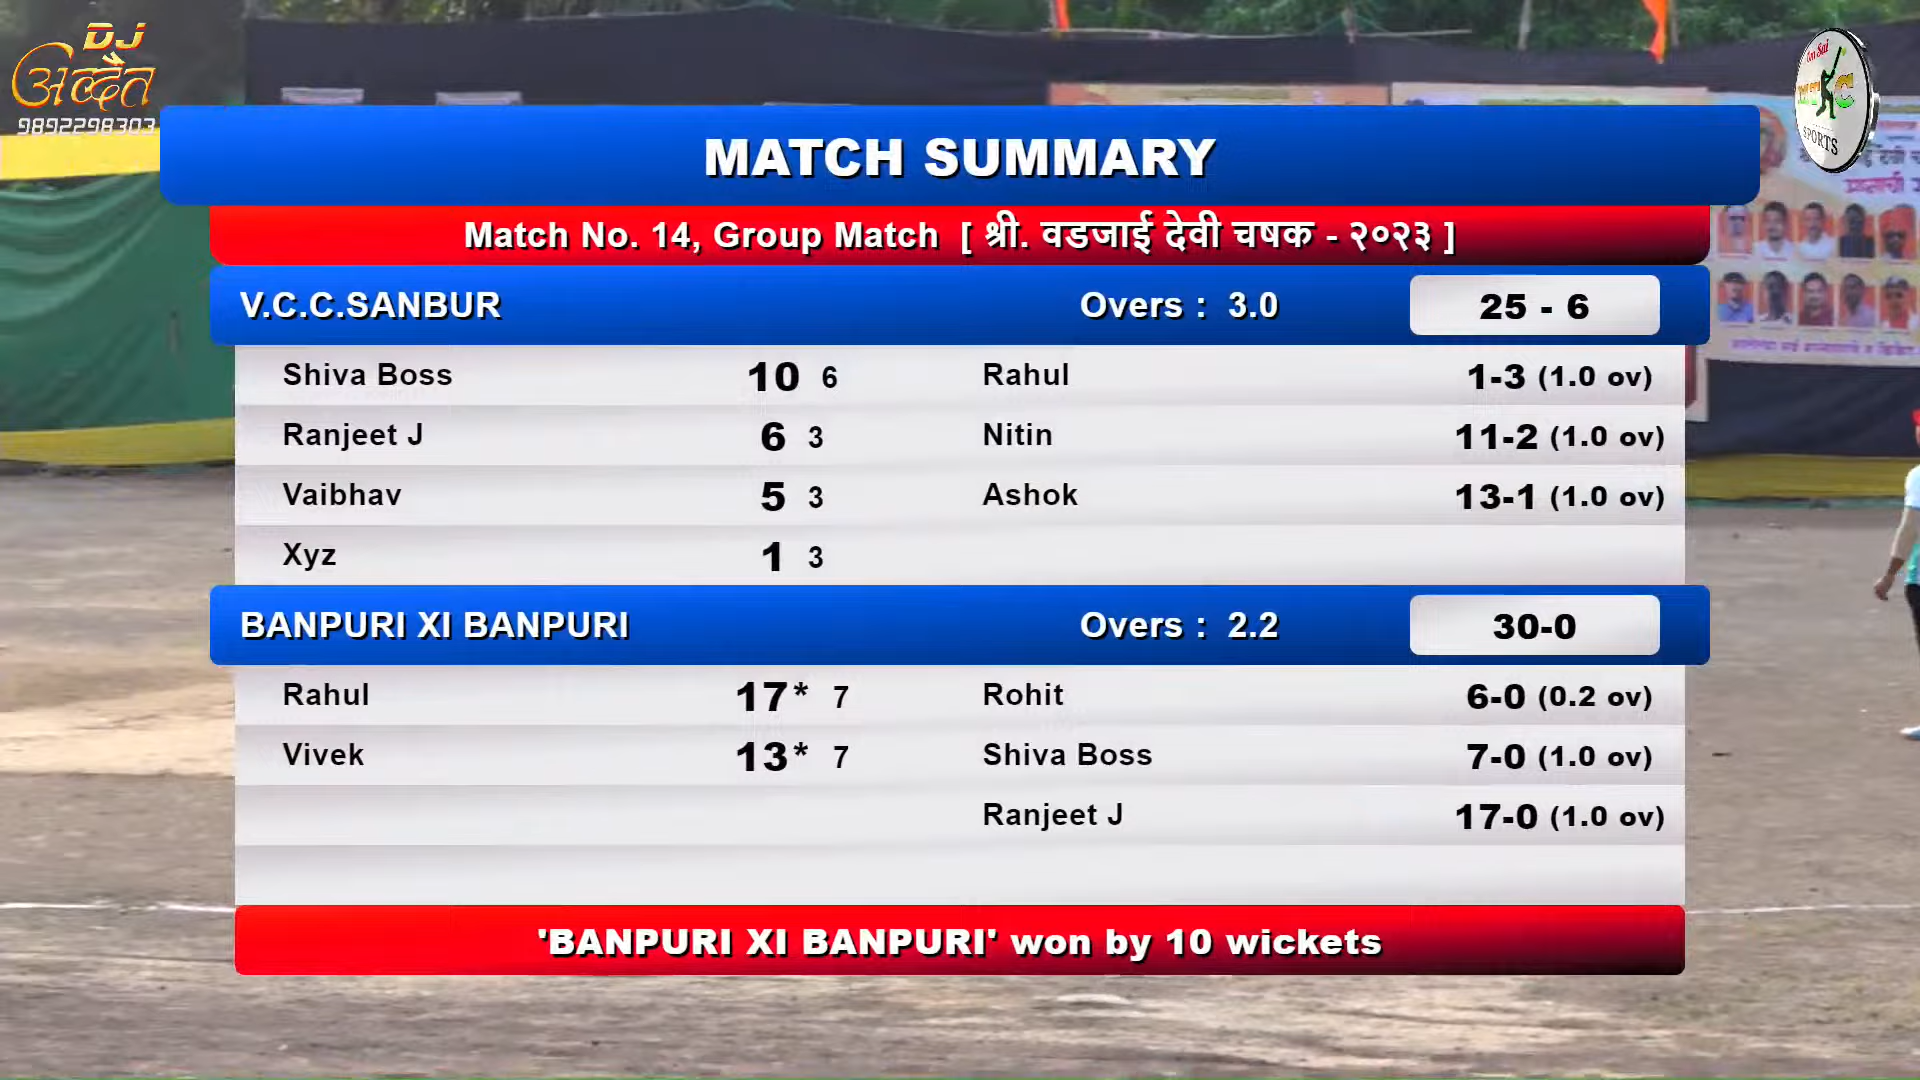 DJ
अव्दैत
9892298303
Om Sai
SPORTS
MATCH SUMMARY
Match No. 14, Group Match [ श्री. वडजाई देवी चषक - २०२३ ]
V.C.C.SANBUR Overs : 3.0 25 - 6
Shiva Boss 10 6 Rahul 1-3 (1.0 ov)
Ranjeet J 6 3 Nitin 11-2 (1.0 ov)
Vaibhav 5 3 Ashok 13-1 (1.0 ov)
Xyz 1 3
BANPURI XI BANPURI Overs : 2.2 30-0
Rahul 17* 7 Rohit 6-0 (0.2 ov)
Vivek 13* 7 Shiva Boss 7-0 (1.0 ov)
Ranjeet J 17-0 (1.0 ov)
'BANPURI XI BANPURI' won by 10 wickets